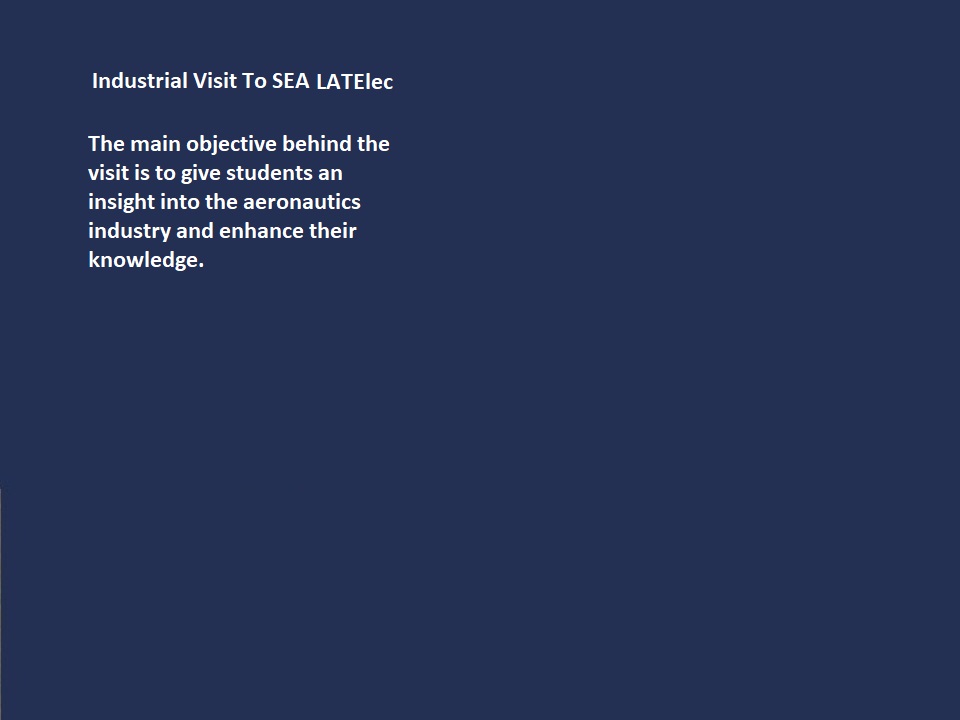 Industrial Visit To SEA LATElec
The main objective behind the
visit is to give students an
insight into the aeronautics
industry and enhance their
knowledge.